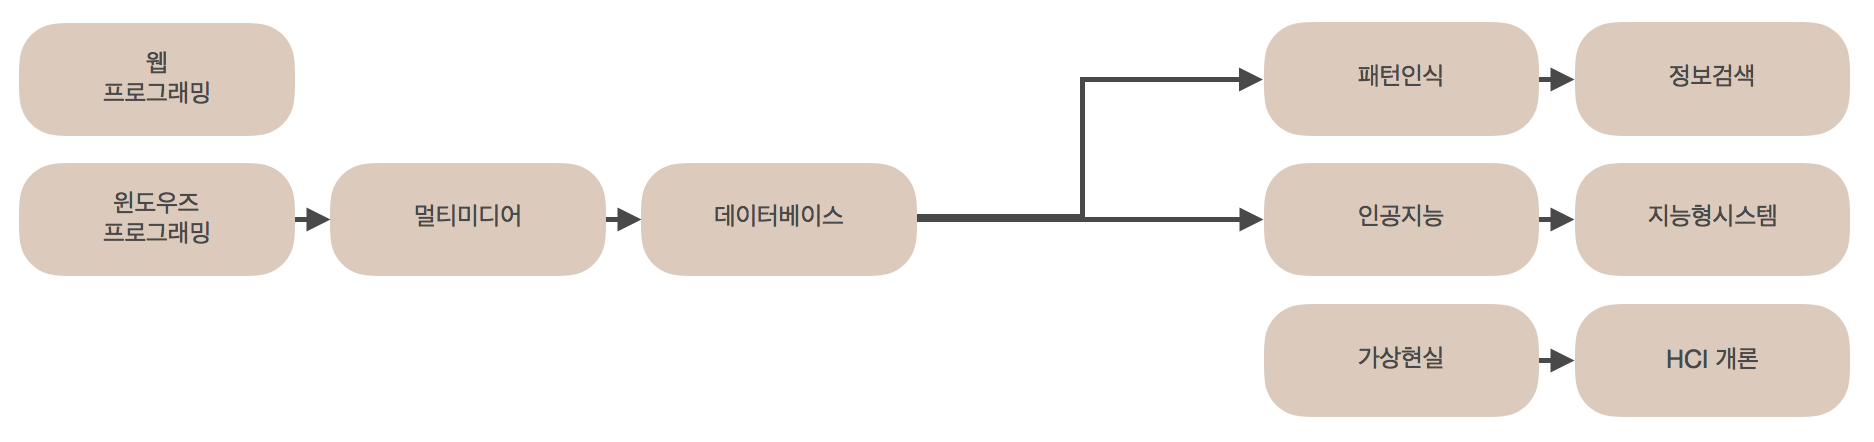 웹
프로그래밍
패턴인식
정보검색
윈도우즈
프로그래밍
멀티미디어
데이터베이스
인공지능
지능형시스템
가상현실
HCI 개론